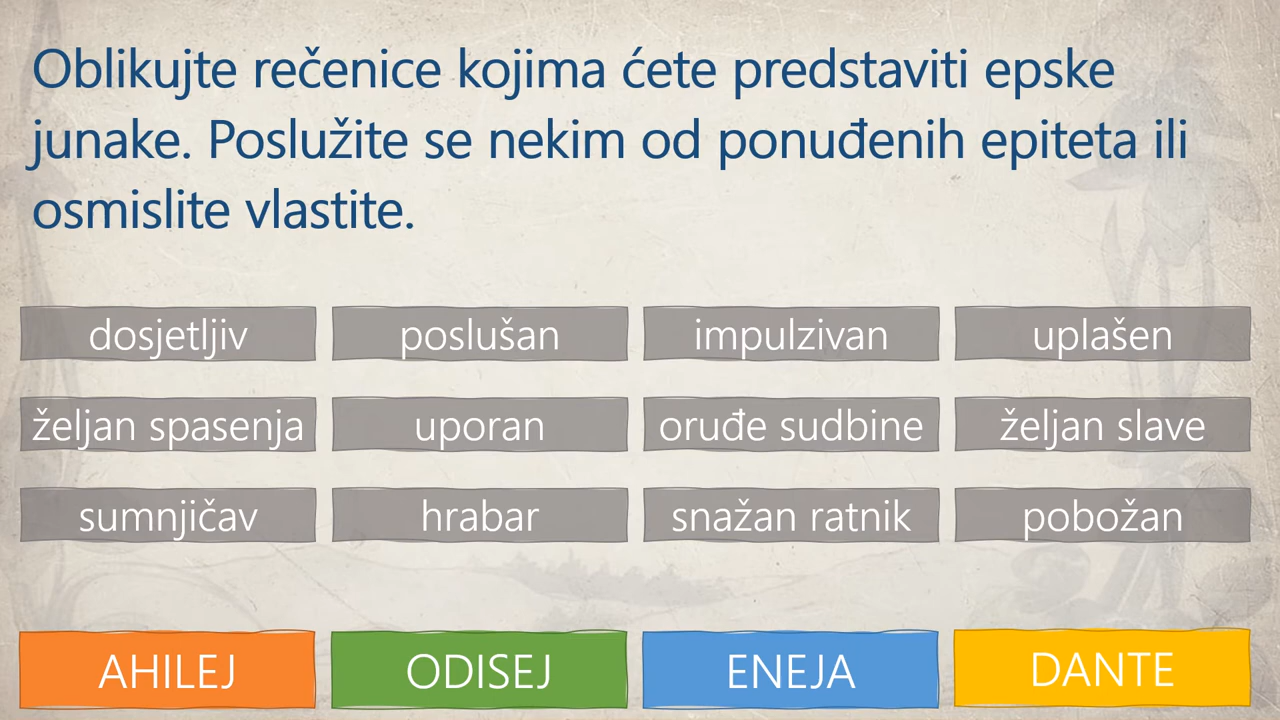 Oblikujte rečenice kojima ćete predstaviti epske
junake. Poslužite se nekim od ponuđenih epiteta ili
osmislite vlastite.
dosjetljiv poslušan impulzivan uplašen
željan spasenja uporan oruđe sudbine željan slave
sumnjičav hrabar snažan ratnik pobožan
AHILEJ ODISEJ ENEJA DANTE